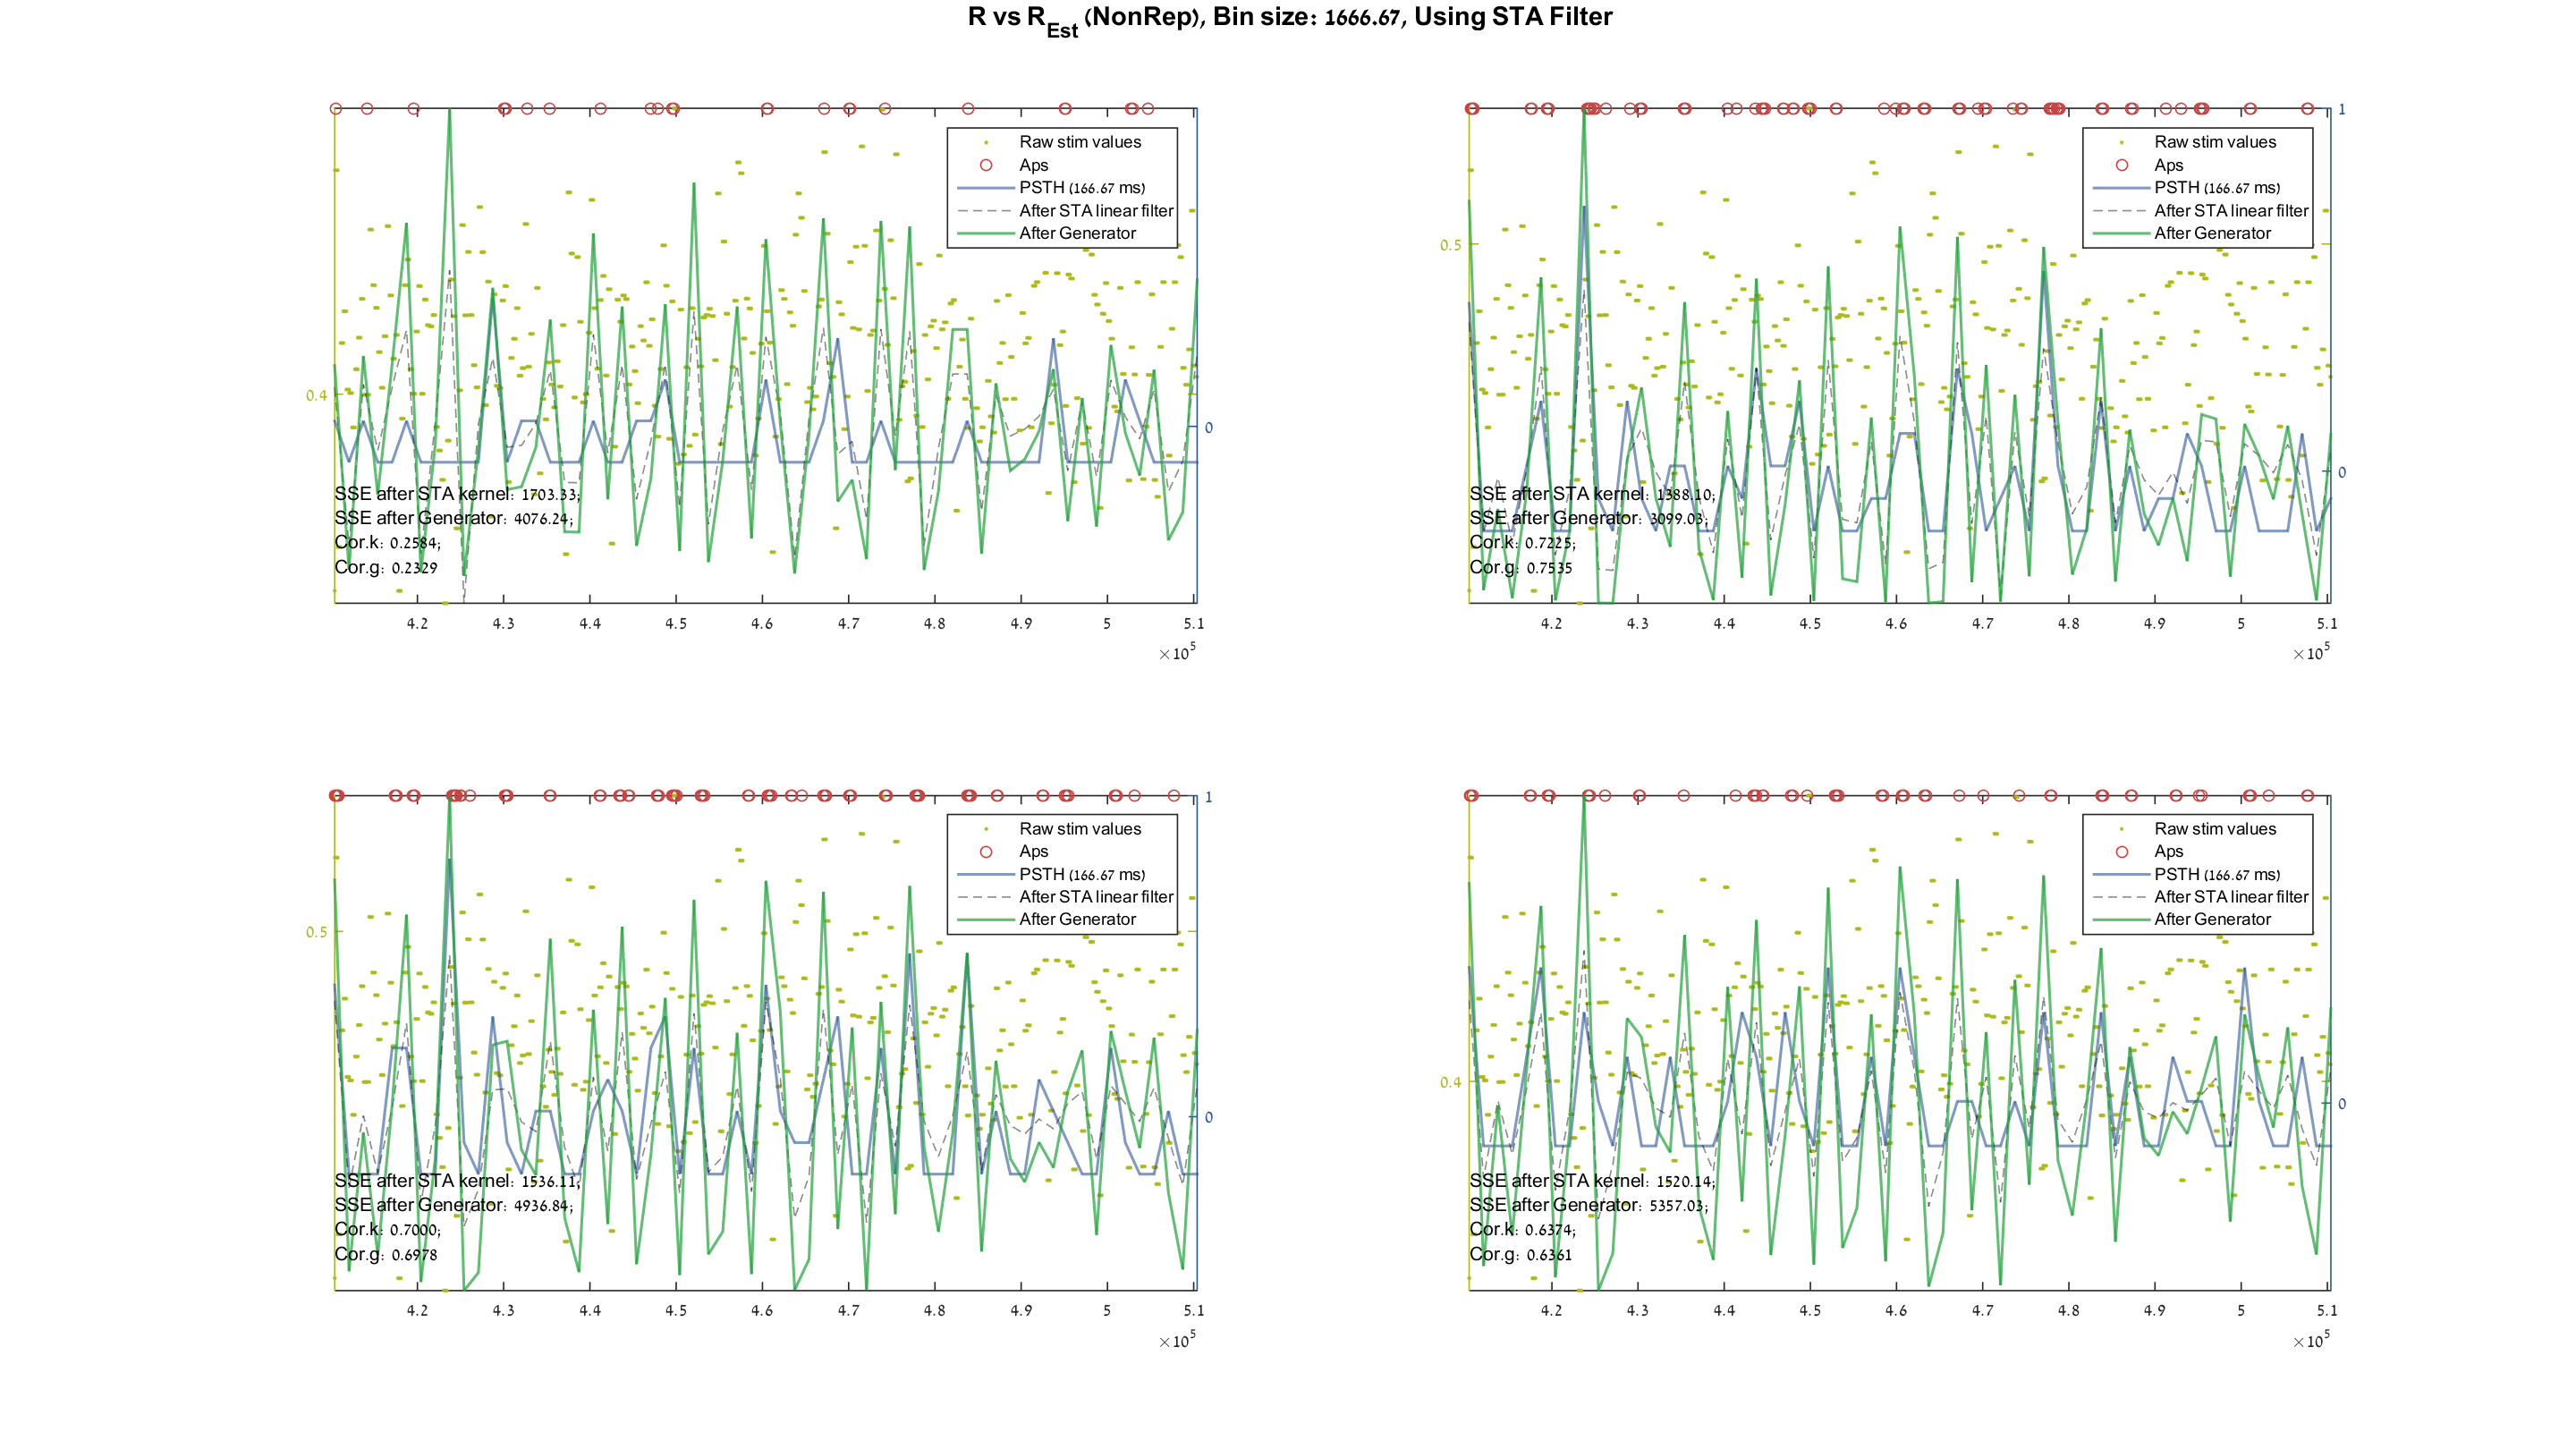 R vs R_Est (NonRep), Bin size: 1666.67, Using STA Filter
Raw stim values
Aps
PSTH (166.67 ms)
After STA linear filter
After Generator
0.4
0
SSE after STA kernel: 1703.33;
SSE after Generator: 4076.24;
Cor.k: 0.2584;
Cor.g: 0.2329
4.2 4.3 4.4 4.5 4.6 4.7 4.8 4.9 5 5.1
×10^5
1
Raw stim values
Aps
PSTH (166.67 ms)
After STA linear filter
After Generator
0.5
0
SSE after STA kernel: 1388.10;
SSE after Generator: 3099.03;
Cor.k: 0.7225;
Cor.g: 0.7535
4.2 4.3 4.4 4.5 4.6 4.7 4.8 4.9 5 5.1
×10^5
1
Raw stim values
Aps
PSTH (166.67 ms)
After STA linear filter
After Generator
0.5
0
SSE after STA kernel: 1536.11;
SSE after Generator: 4936.84;
Cor.k: 0.7000;
Cor.g: 0.6978
4.2 4.3 4.4 4.5 4.6 4.7 4.8 4.9 5 5.1
×10^5
Raw stim values
Aps
PSTH (166.67 ms)
After STA linear filter
After Generator
0.4
0
SSE after STA kernel: 1520.14;
SSE after Generator: 5357.03;
Cor.k: 0.6374;
Cor.g: 0.6361
4.2 4.3 4.4 4.5 4.6 4.7 4.8 4.9 5 5.1
×10^5